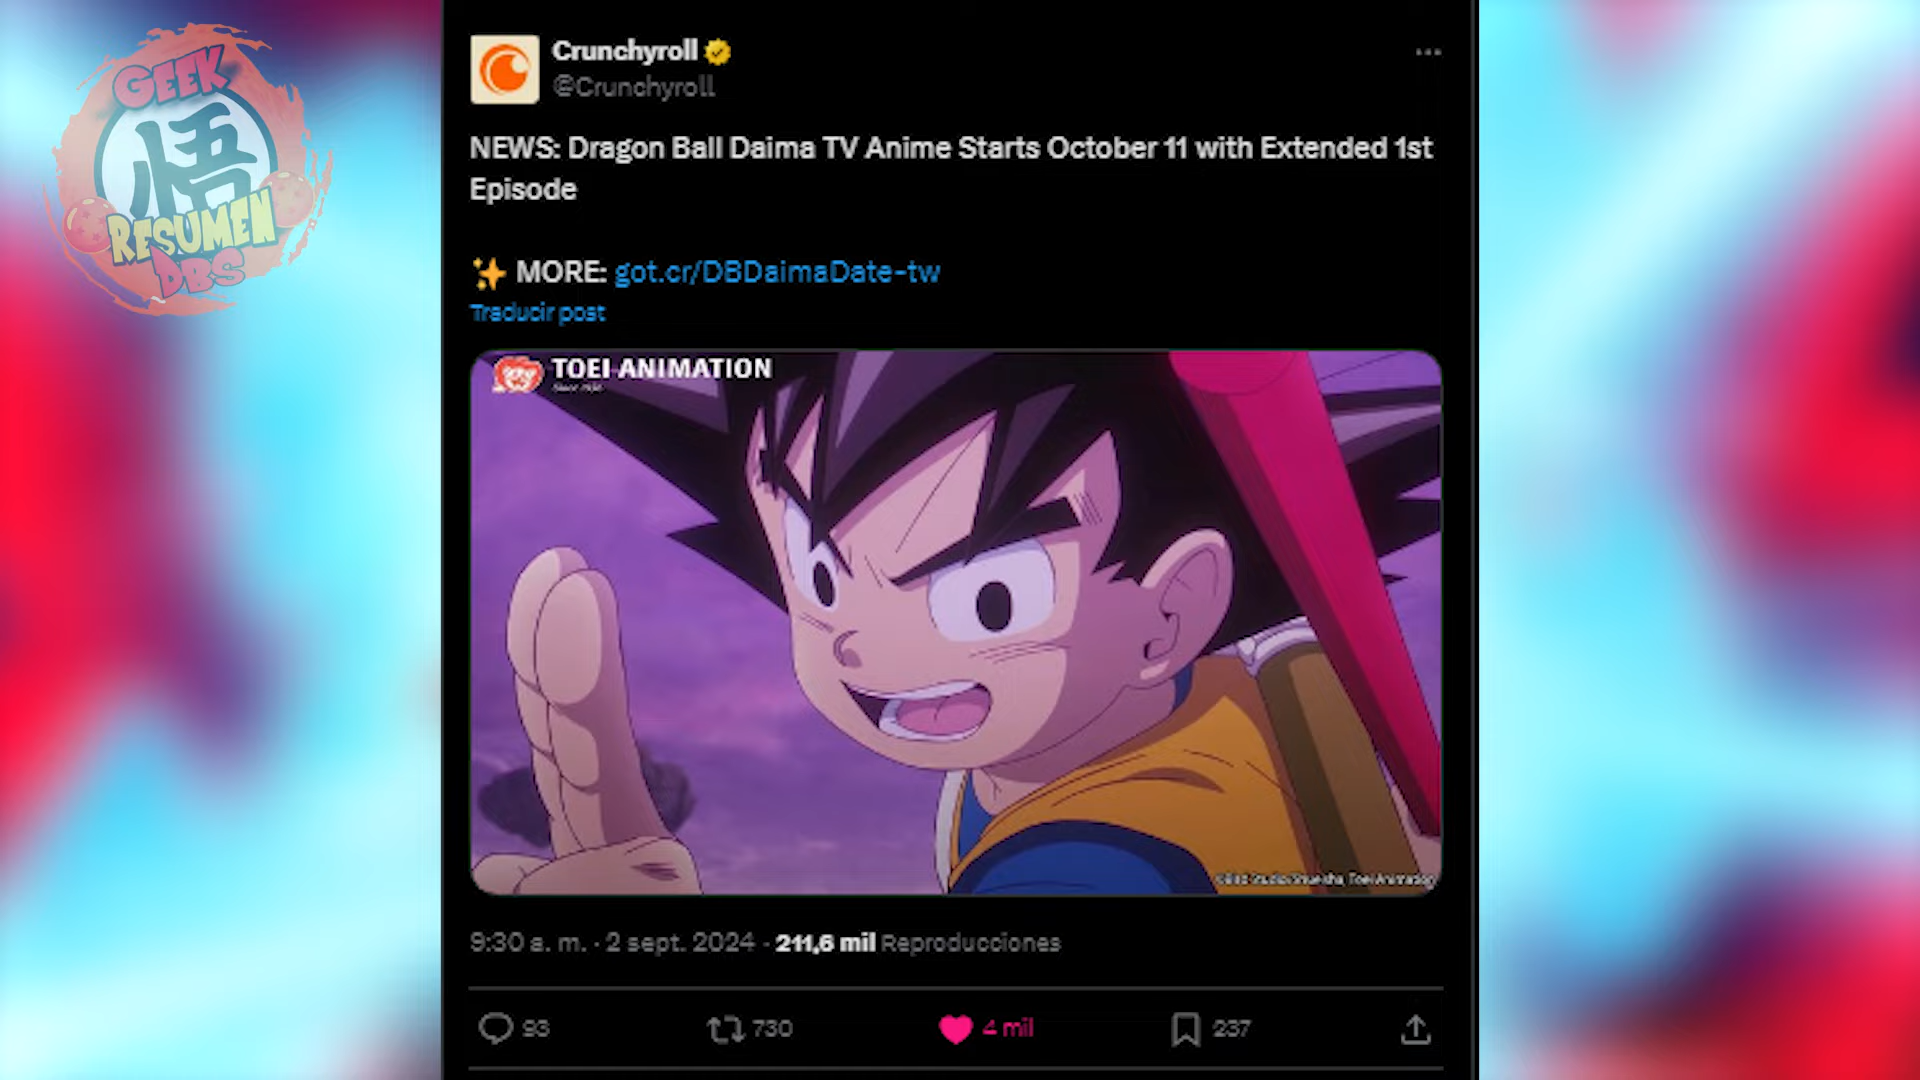 GEEK
悟
RESUMEN
DBS
Crunchyroll
@Crunchyroll
NEWS: Dragon Ball Daima TV Anime Starts October 11 with Extended 1st
Episode
✨ MORE: got.cr/DBDaimaDate-tw
Traducir post
TOEI ANIMATION
Toei Animation
9:30 a. m. · 2 sept. 2024 · 211,6 mil Reproducciones
93
730
4 mil
237